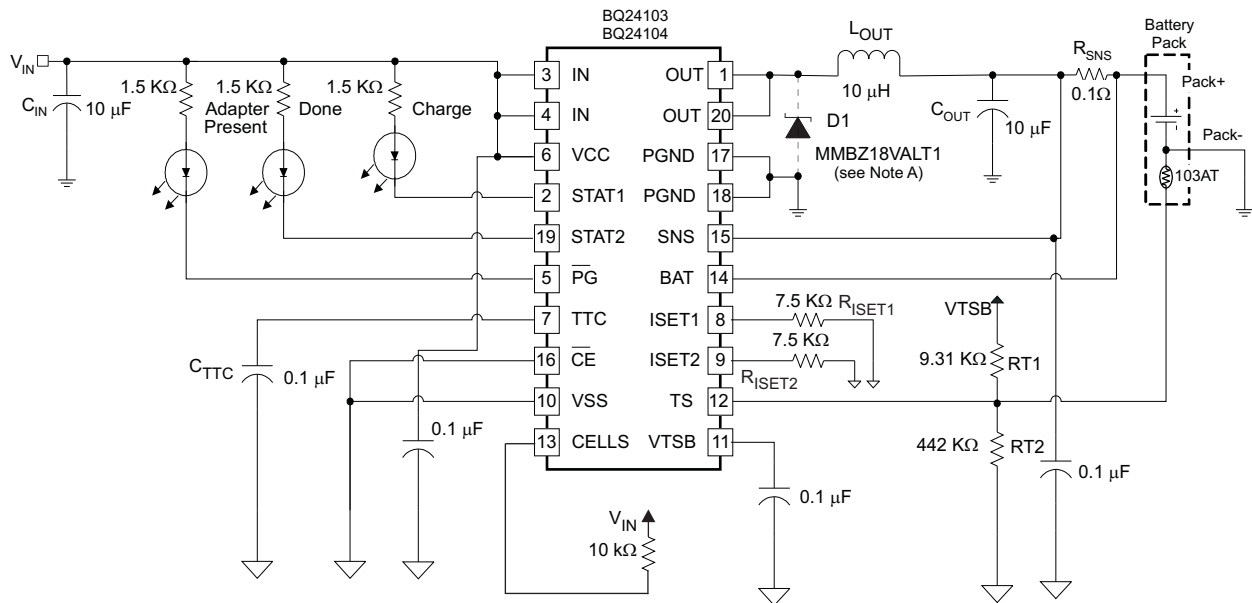 BQ24103
BQ24104
V_IN
C_IN
10 μF
1.5 KΩ
Adapter
Present
1.5 KΩ
Done
1.5 KΩ
Charge
3 IN
4 IN
6 VCC
2 STAT1
19 STAT2
5 P̅G̅
7 TTC
16 C̅E̅
10 VSS
13 CELLS
OUT 1
OUT 20
PGND 17
PGND 18
SNS 15
BAT 14
ISET1 8
ISET2 9
TS 12
VTSB 11
C_TTC
0.1 μF
0.1 μF
V_IN
10 kΩ
0.1 μF
L_OUT
10 μH
D1
MMBZ18VALT1
(see Note A)
C_OUT
10 μF
R_SNS
0.1Ω
Battery
Pack
Pack+
+
-
Pack-
103AT
7.5 KΩ R_ISET1
7.5 KΩ
R_ISET2
VTSB
9.31 KΩ RT1
442 KΩ RT2
0.1 μF